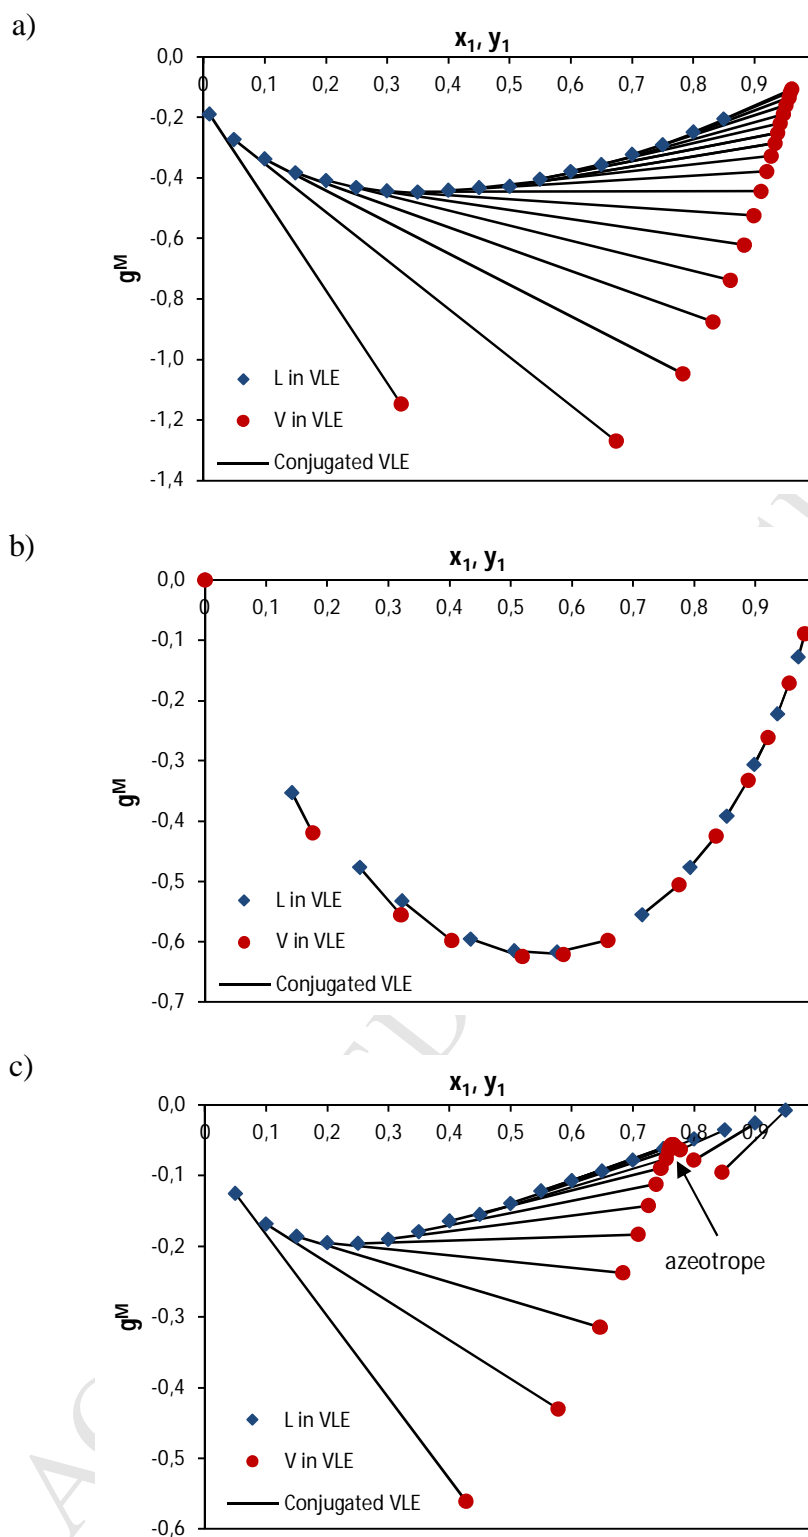 a)
x1, y1
0,0
0 0,1 0,2 0,3 0,4 0,5 0,6 0,7 0,8 0,9
-0,2
-0,4
-0,6
-0,8
-1,0
-1,2
-1,4
gM
L in VLE
V in VLE
Conjugated VLE
b)
x1, y1
0,0
0 0,1 0,2 0,3 0,4 0,5 0,6 0,7 0,8 0,9
-0,1
-0,2
-0,3
-0,4
-0,5
-0,6
-0,7
gM
L in VLE
V in VLE
Conjugated VLE
c)
x1, y1
0,0
0 0,1 0,2 0,3 0,4 0,5 0,6 0,7 0,8 0,9
-0,1
-0,2
-0,3
-0,4
-0,5
-0,6
gM
azeotrope
L in VLE
V in VLE
Conjugated VLE